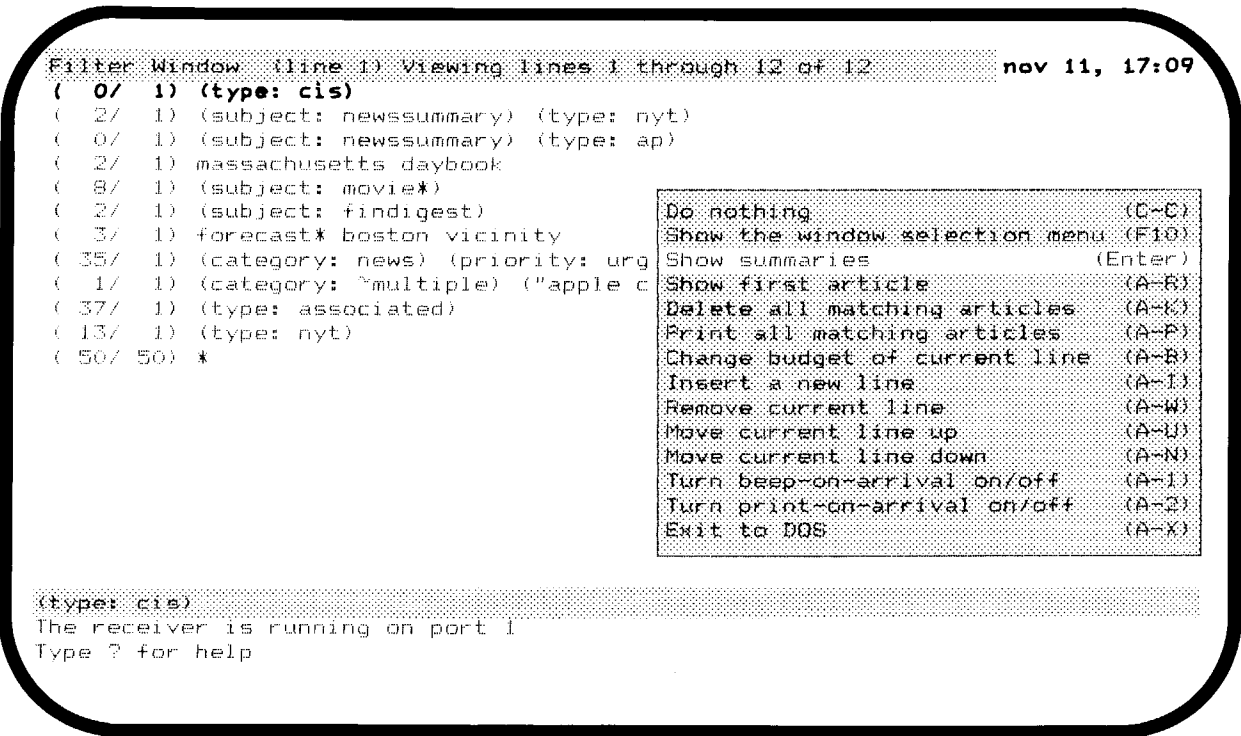 Filter Window (line 1) Viewing lines 1 through 12 of 12 nov 11, 17:09
( 0/ 1) (type: cis)
( 2/ 1) (subject: newssummary) (type: nyt)
( 0/ 1) (subject: newssummary) (type: ap)
( 2/ 1) massachusetts daybook
( 8/ 1) (subject: movie*)
( 2/ 1) (subject: findigest)
( 3/ 1) forecast* boston vicinity
( 35/ 1) (category: news) (priority: urg
( 1/ 1) (category: ~multiple) ("apple c
( 37/ 1) (type: associated)
( 13/ 1) (type: nyt)
( 50/ 50) *
Do nothing (C-C)
Show the window selection menu (F10)
Show summaries (Enter)
Show first article (A-R)
Delete all matching articles (A-K)
Print all matching articles (A-P)
Change budget of current line (A-B)
Insert a new line (A-I)
Remove current line (A-W)
Move current line up (A-U)
Move current line down (A-N)
Turn beep-on-arrival on/off (A-1)
Turn print-on-arrival on/off (A-2)
Exit to DOS (A-X)
(type: cis)
The receiver is running on port 1
Type ? for help